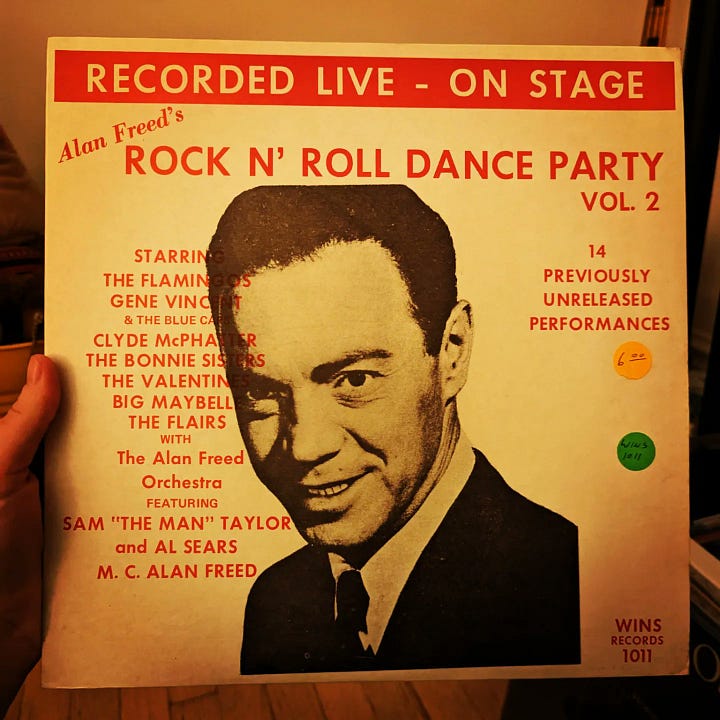 RECORDED LIVE - ON STAGE
Alan Freed's
ROCK N' ROLL DANCE PARTY
VOL. 2
STARRING
THE FLAMINGOS
GENE VINCENT
& THE BLUE CA
CLYDE McPHATTER
THE BONNIE SISTERS
THE VALENTINE
BIG MAYBELL
THE FLAIRS
WITH
The Alan Freed
Orchestra
FEATURING
SAM "THE MAN" TAYLOR
and AL SEARS
M. C. ALAN FREED
14
PREVIOUSLY
UNRELEASED
PERFORMANCES
6 00
WINS
1011
WINS
RECORDS
1011